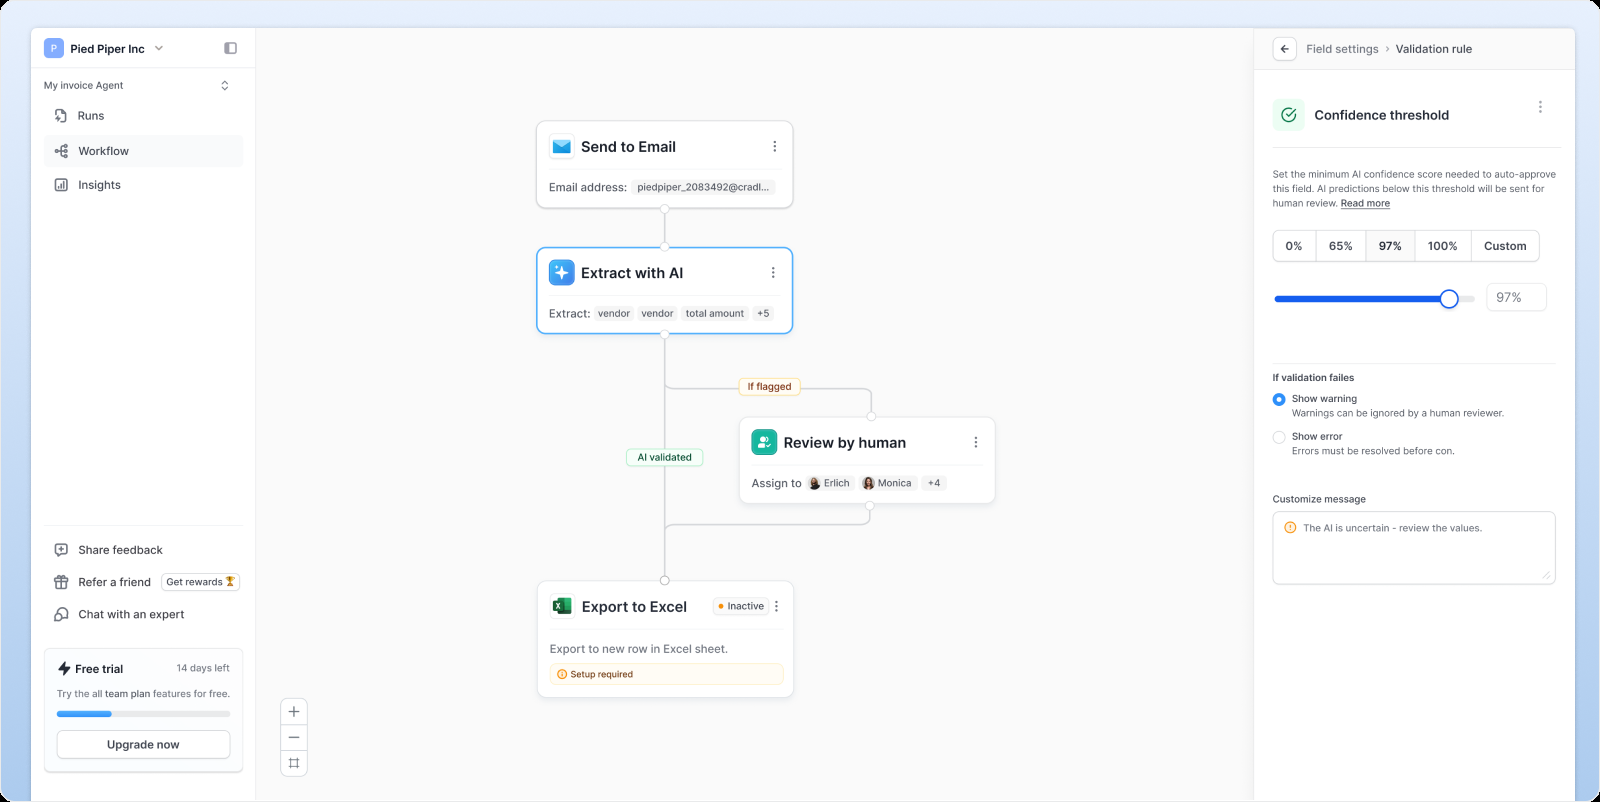 P Pied Piper Inc
My invoice Agent
Runs
Workflow
Insights
Share feedback
Refer a friend Get rewards 🏆
Chat with an expert
Free trial 14 days left
Try the all team plan features for free.
Upgrade now
Send to Email
Email address: piedpiper_2083492@cradl...
Extract with AI
Extract: vendor vendor total amount +5
If flagged
AI validated
Review by human
Assign to Erlich Monica +4
Export to Excel Inactive
Export to new row in Excel sheet.
Setup required
Field settings › Validation rule
Confidence threshold
Set the minimum AI confidence score needed to auto-approve
this field. AI predictions below this threshold will be sent for
human review. Read more
0% 65% 97% 100% Custom
97%
If validation failes
Show warning
Warnings can be ignored by a human reviewer.
Show error
Errors must be resolved before con.
Customize message
The AI is uncertain - review the values.